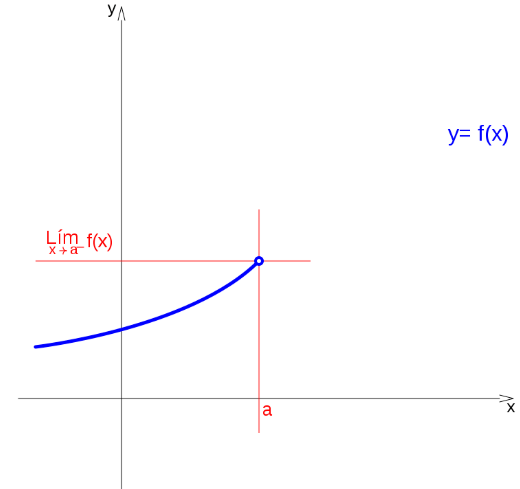 y
y= f(x)
Lím f(x)
x→a−
a
x